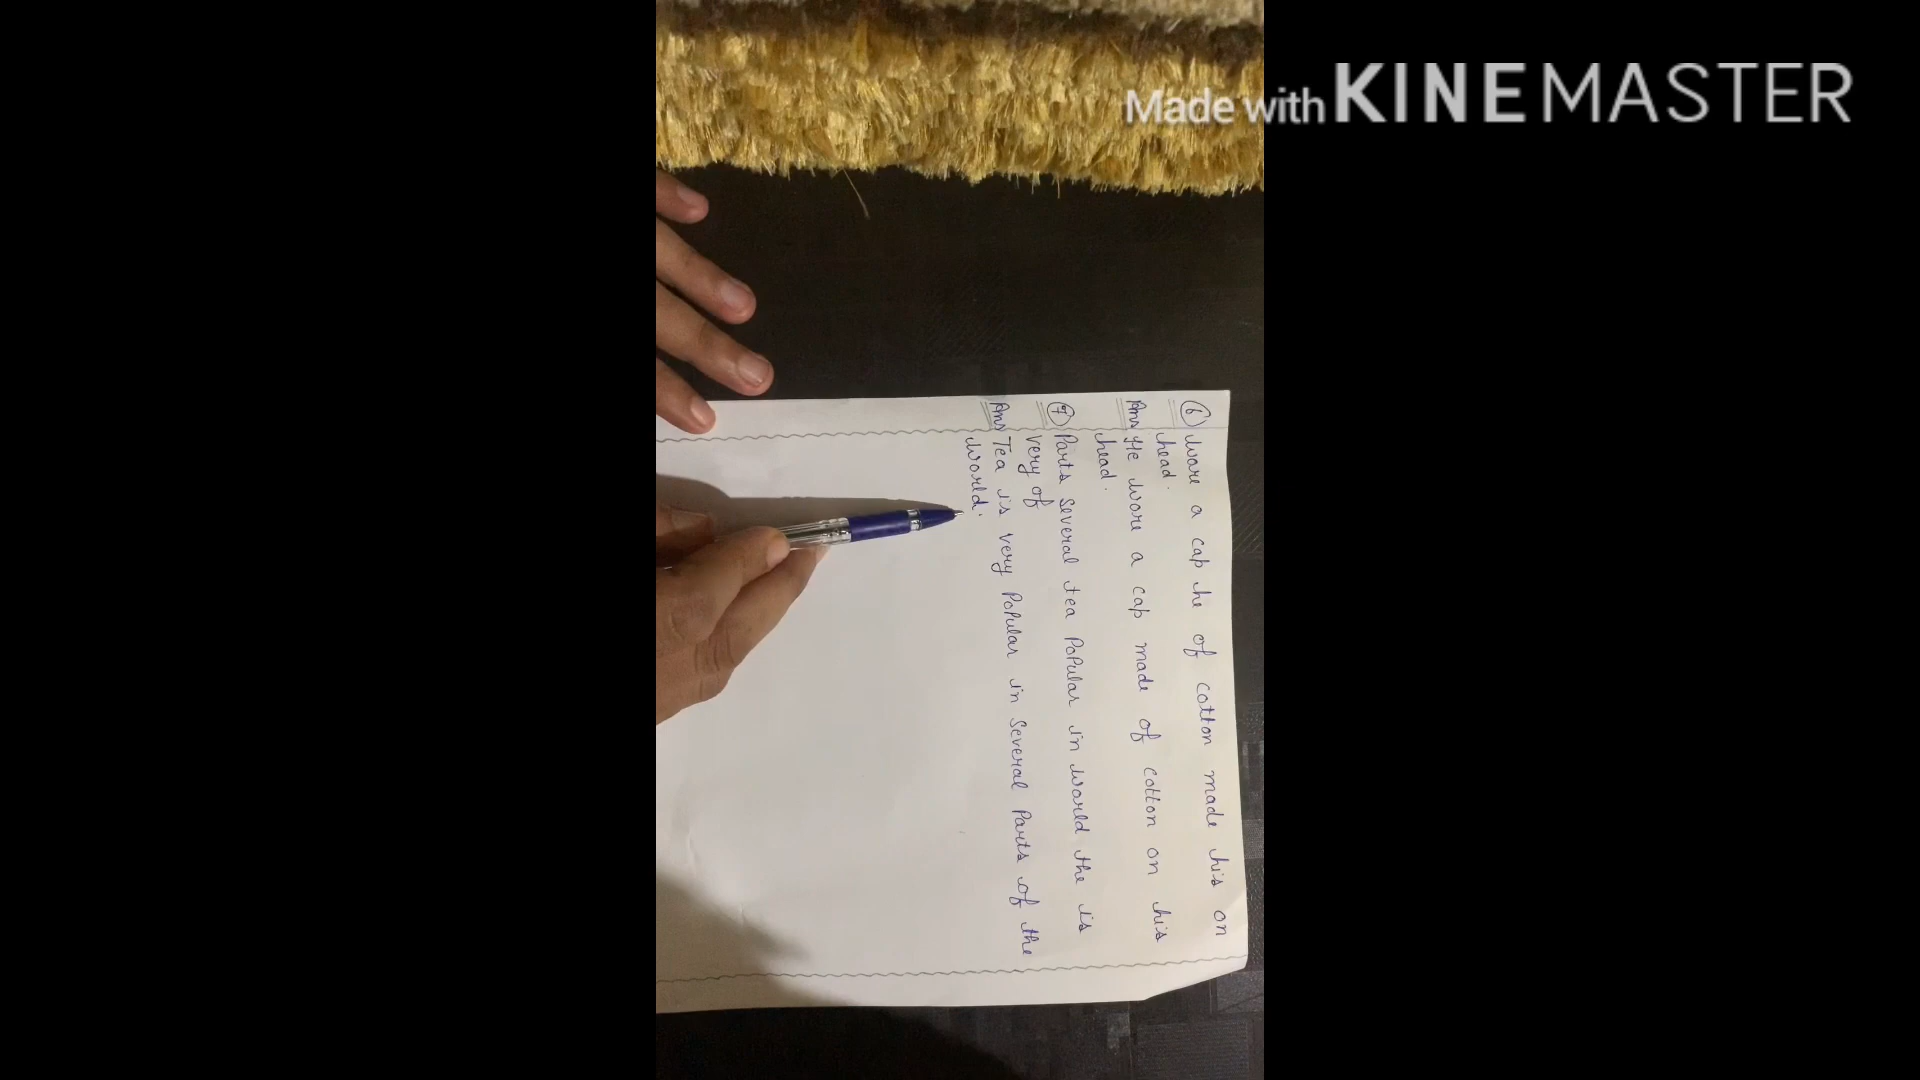 Made with KINEMASTER
6 wore a cap he of cotton made his on
head.
Ans He wore a cap made of cotton on his
head.
7 Parts several tea Popular in world the is
very of
Ans Tea is very Popular in several Parts of the
world.